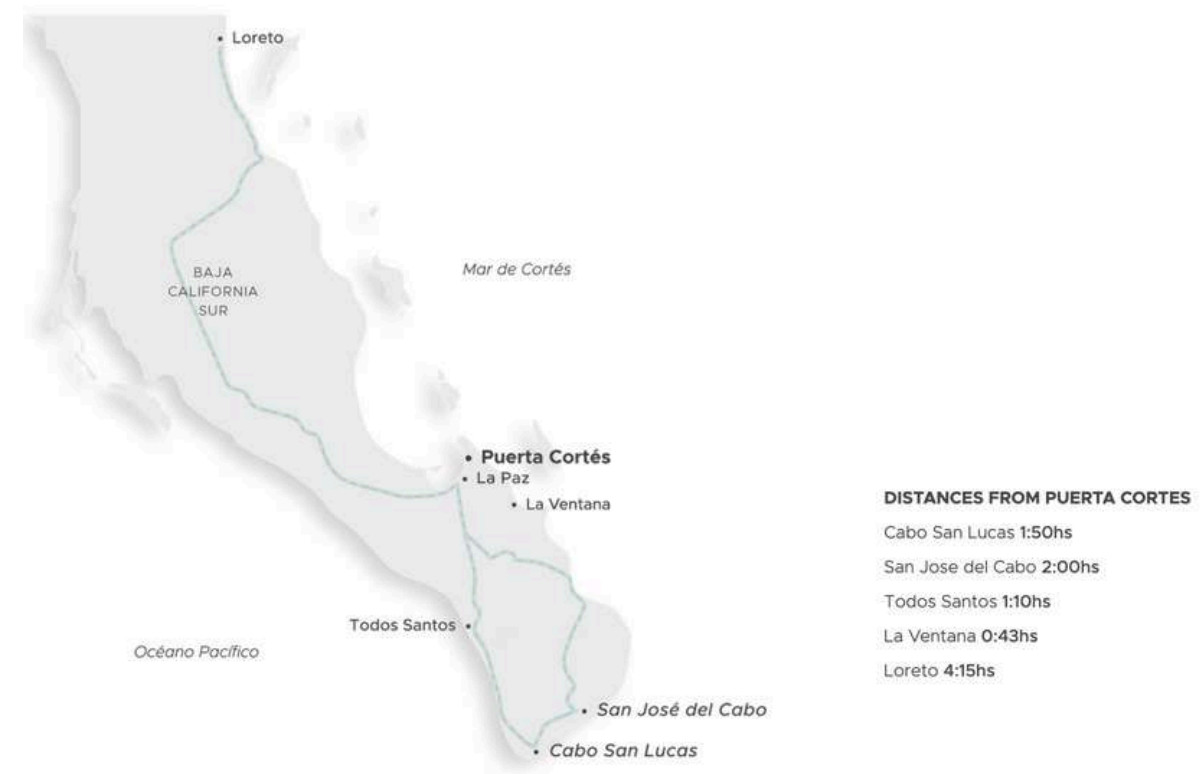 Loreto
BAJA
CALIFORNIA
SUR
Mar de Cortés
Puerta Cortés
La Paz
La Ventana
Todos Santos
Océano Pacífico
San José del Cabo
Cabo San Lucas
DISTANCES FROM PUERTA CORTES
Cabo San Lucas 1:50hs
San Jose del Cabo 2:00hs
Todos Santos 1:10hs
La Ventana 0:43hs
Loreto 4:15hs